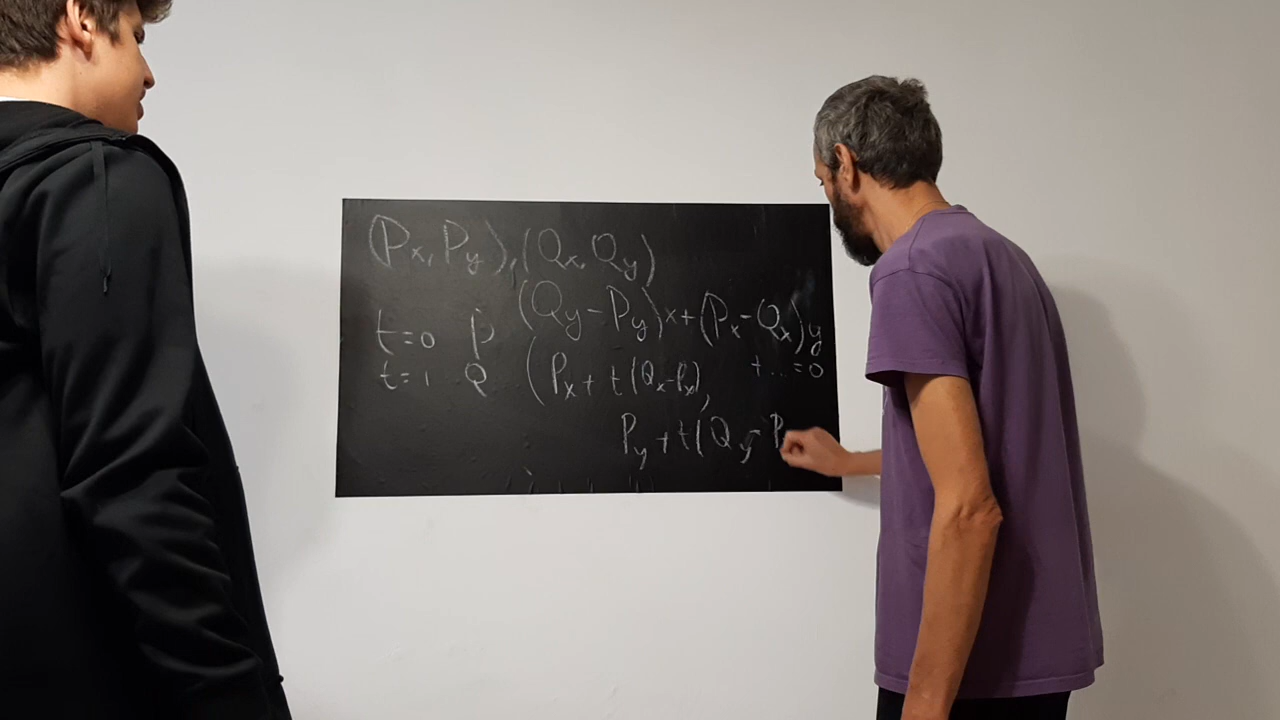 (Px, Py), (Qx, Qy)
(Qy - Py)x + (Px - Qx)y
t=0 P
+ ... = 0
t=1 Q (Px + t(Qx-Px),
Py + t(Qy - P